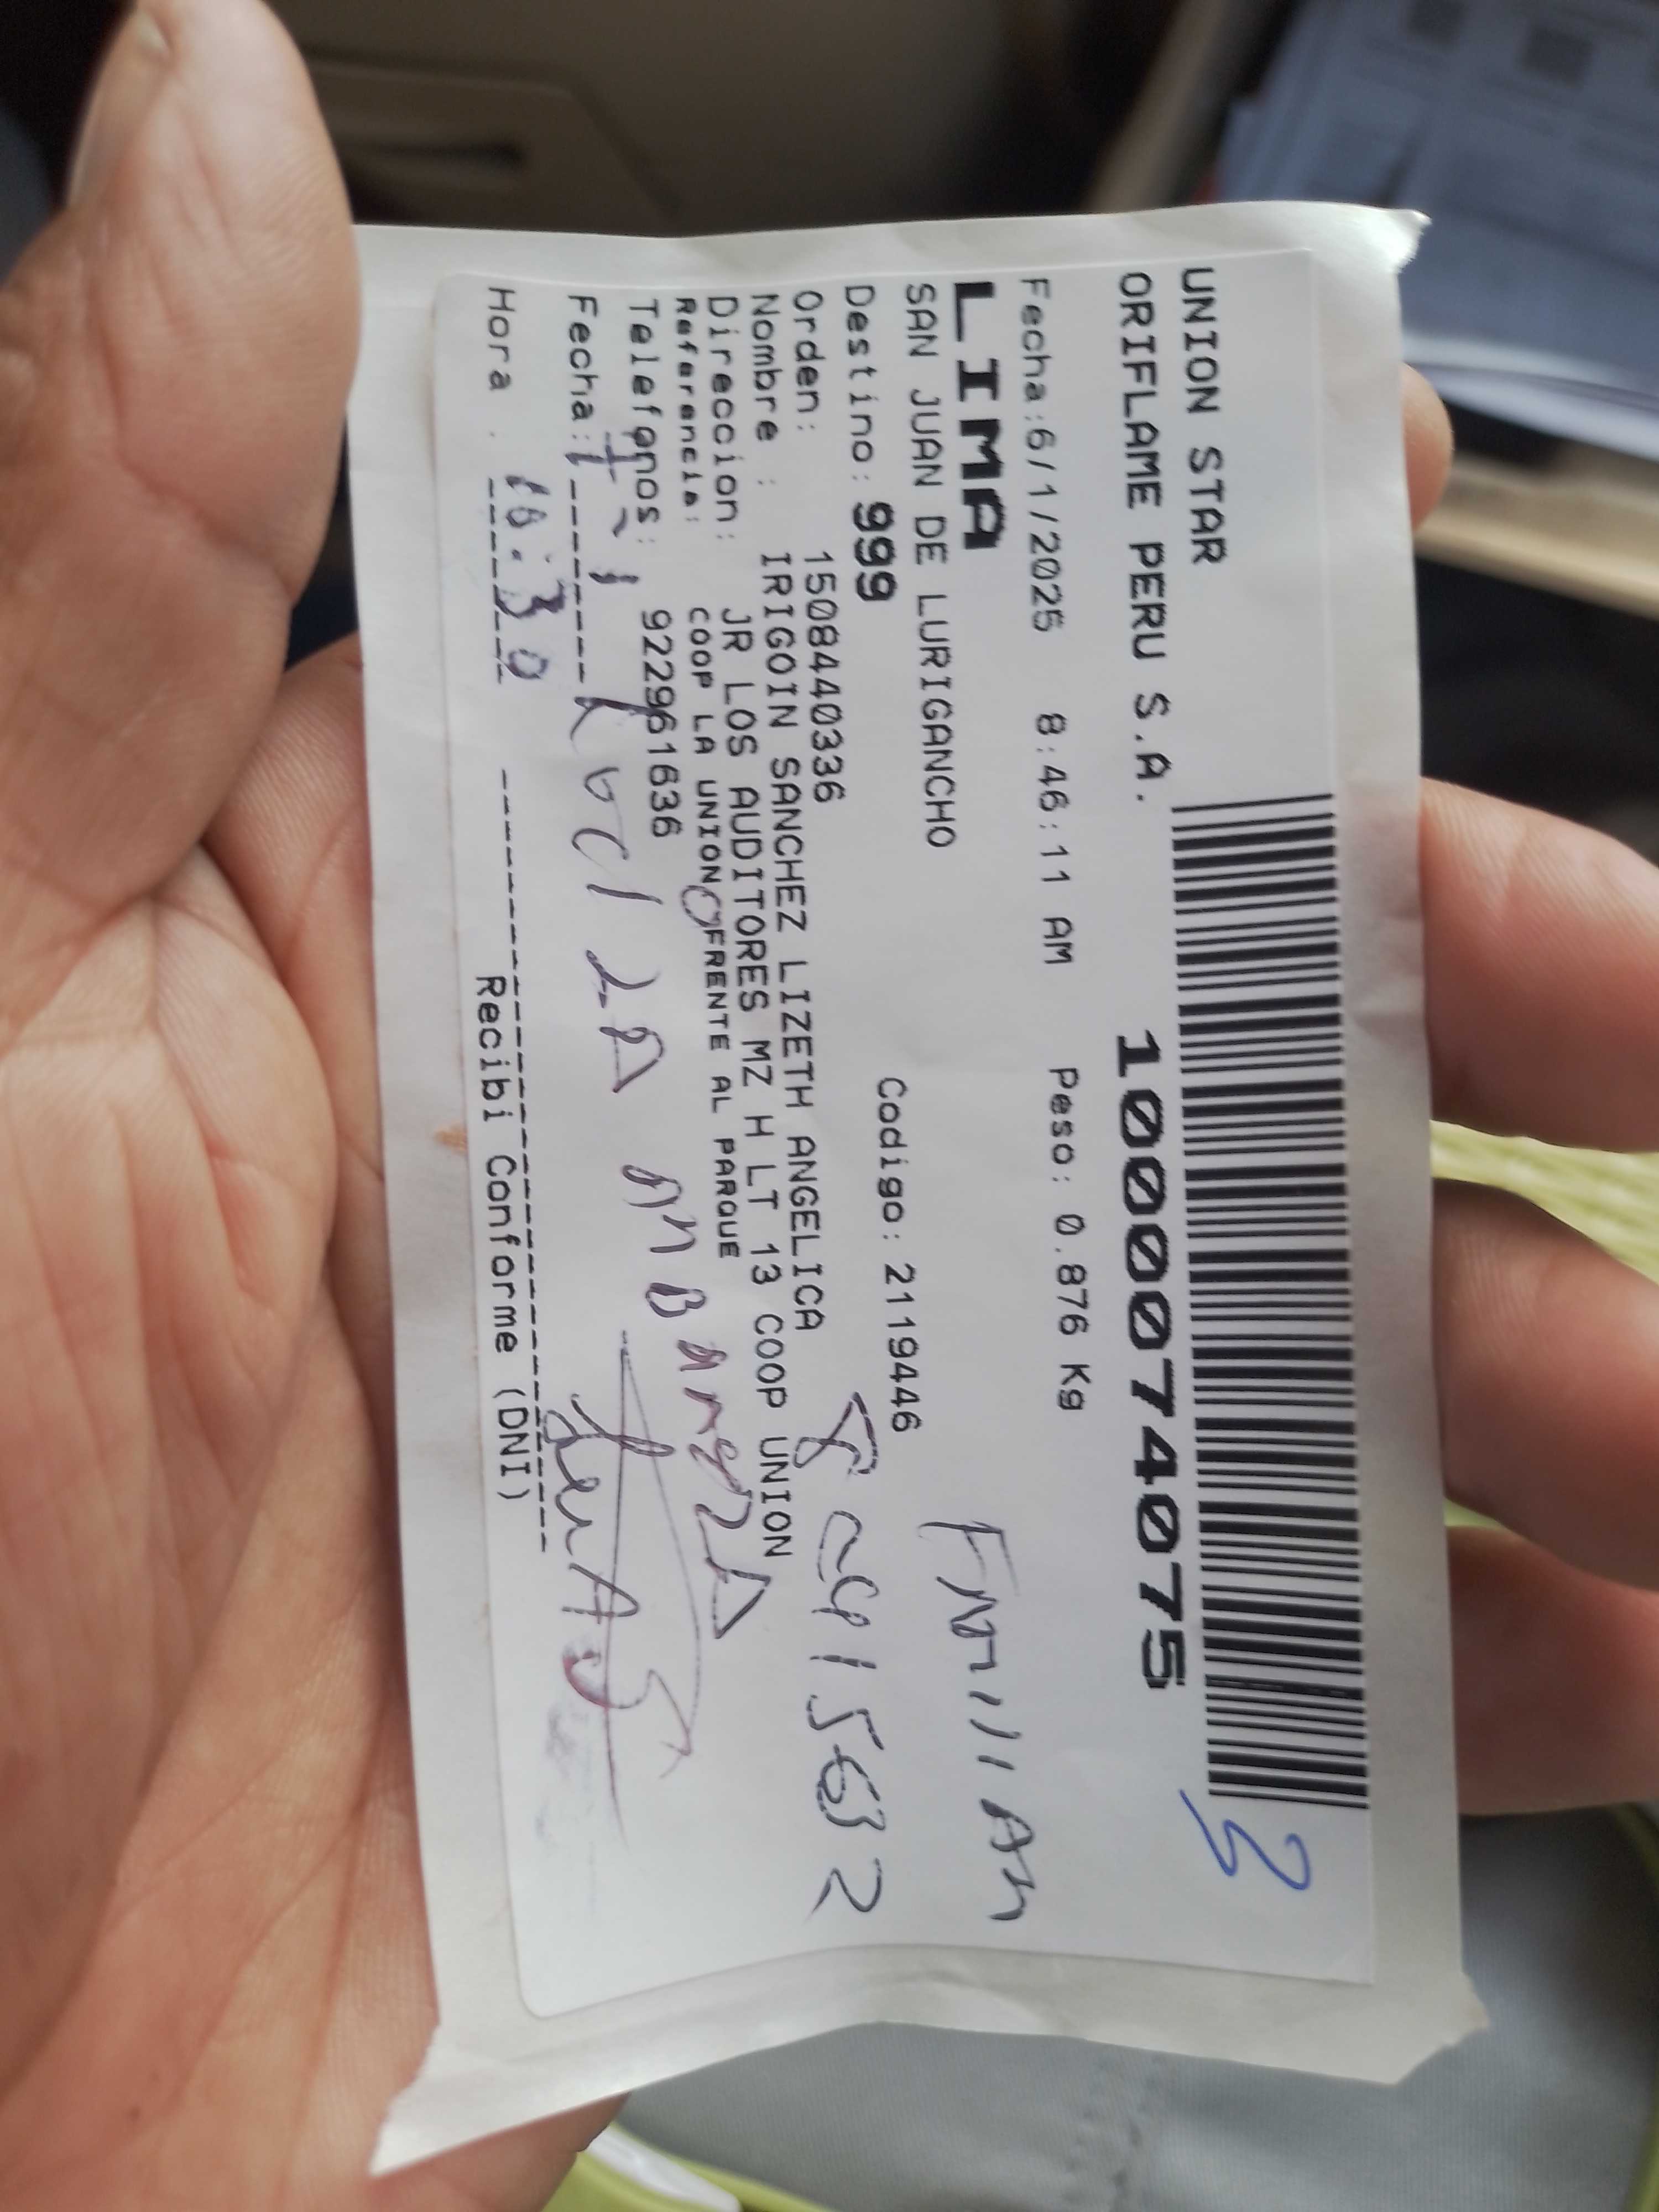 UNION STAR
ORIFLAME PERU S.A. 1000074075
2
Fecha:6/1/2025 8:46:11 AM Peso: 0.876 Kg
LIMA
SAN JUAN DE LURIGANCHO
Destino: 999 Codigo: 2119446
Orden: 1508440336
Nombre : IRIGOIN SANCHEZ LIZETH ANGELICA
Direccion: JR LOS AUDITORES MZ H LT 13 COOP UNION
Referencia: COOP LA UNION FRENTE AL PARQUE
Telefonos: 922961636
Fecha:
Hora : 10:30
Recibi Conforme (DNI)